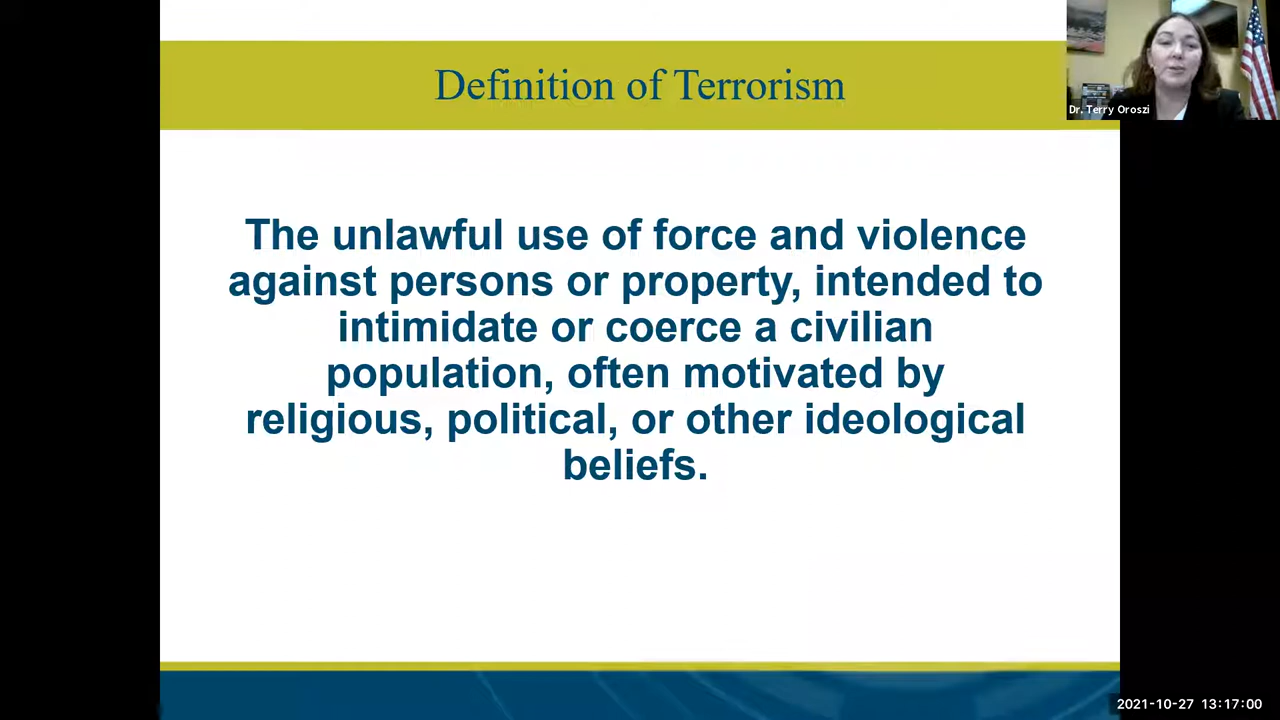 Definition of Terrorism
Dr. Terry Oroszi
The unlawful use of force and violence
against persons or property, intended to
intimidate or coerce a civilian
population, often motivated by
religious, political, or other ideological
beliefs.
2021-10-27 13:17:00